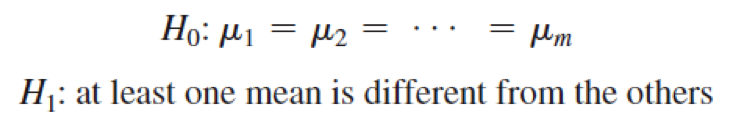 H₀: μ₁ = μ₂ = ··· = μₘ
H₁: at least one mean is different from the others